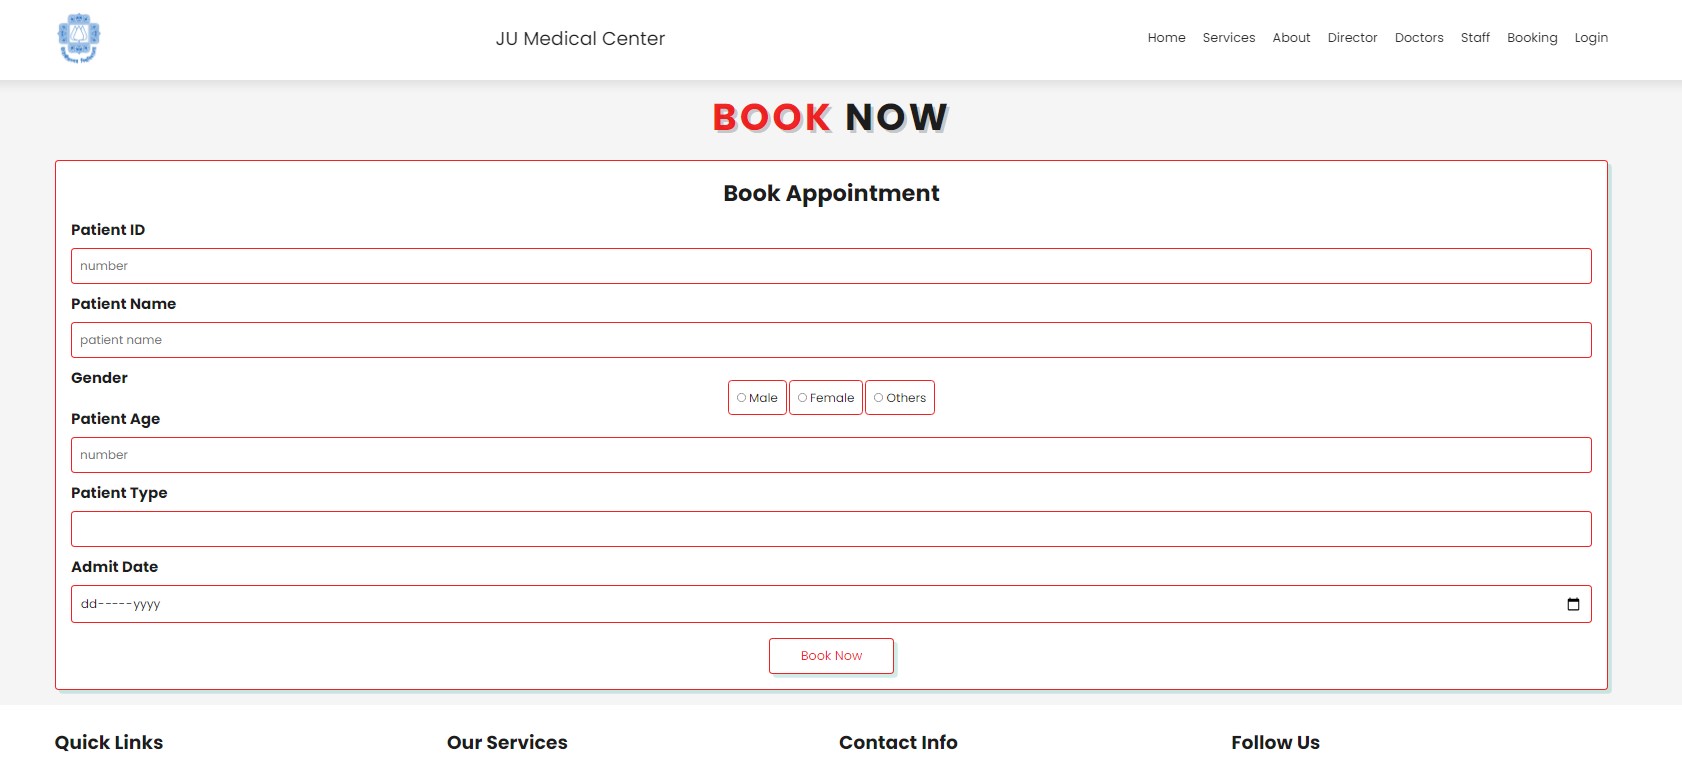 JU Medical Center
Home Services About Director Doctors Staff Booking Login
BOOK NOW
Book Appointment
Patient ID
number
Patient Name
patient name
Gender
Male Female Others
Patient Age
number
Patient Type
Admit Date
dd-----yyyy
Book Now
Quick Links Our Services Contact Info Follow Us